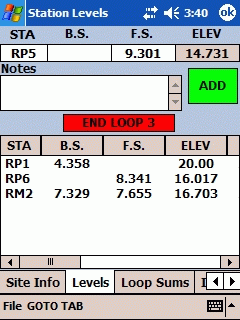 Station Levels 3:40 ok
STA B.S. F.S. ELEV
RP5 9.301 14.731
Notes
ADD
END LOOP 3
STA B.S. F.S. ELEV
RP1 4.358 20.00
RP6 8.341 16.017
RM2 7.329 7.655 16.703
Site Info Levels Loop Sums
File GOTO TAB